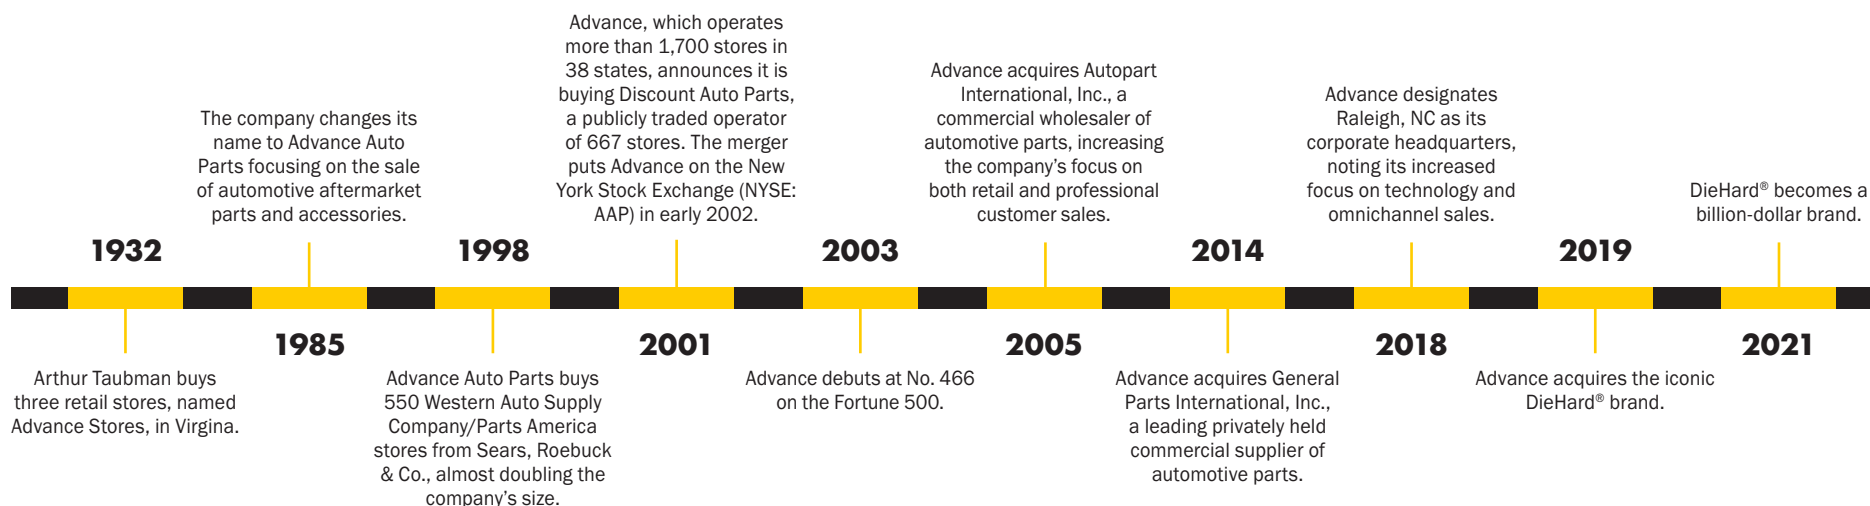 1932
Arthur Taubman buys
three retail stores, named
Advance Stores, in Virgina.
The company changes its
name to Advance Auto
Parts focusing on the sale
of automotive aftermarket
parts and accessories.
1985
1998
Advance Auto Parts buys
550 Western Auto Supply
Company/Parts America
stores from Sears, Roebuck
& Co., almost doubling the
company's size.
Advance, which operates
more than 1,700 stores in
38 states, announces it is
buying Discount Auto Parts,
a publicly traded operator
of 667 stores. The merger
puts Advance on the New
York Stock Exchange (NYSE:
AAP) in early 2002.
2001
2003
Advance debuts at No. 466
on the Fortune 500.
Advance acquires Autopart
International, Inc., a
commercial wholesaler of
automotive parts, increasing
the company's focus on
both retail and professional
customer sales.
2005
2014
Advance acquires General
Parts International, Inc.,
a leading privately held
commercial supplier of
automotive parts.
Advance designates
Raleigh, NC as its
corporate headquarters,
noting its increased
focus on technology and
omnichannel sales.
2018
2019
Advance acquires the iconic
DieHard® brand.
DieHard® becomes a
billion-dollar brand.
2021